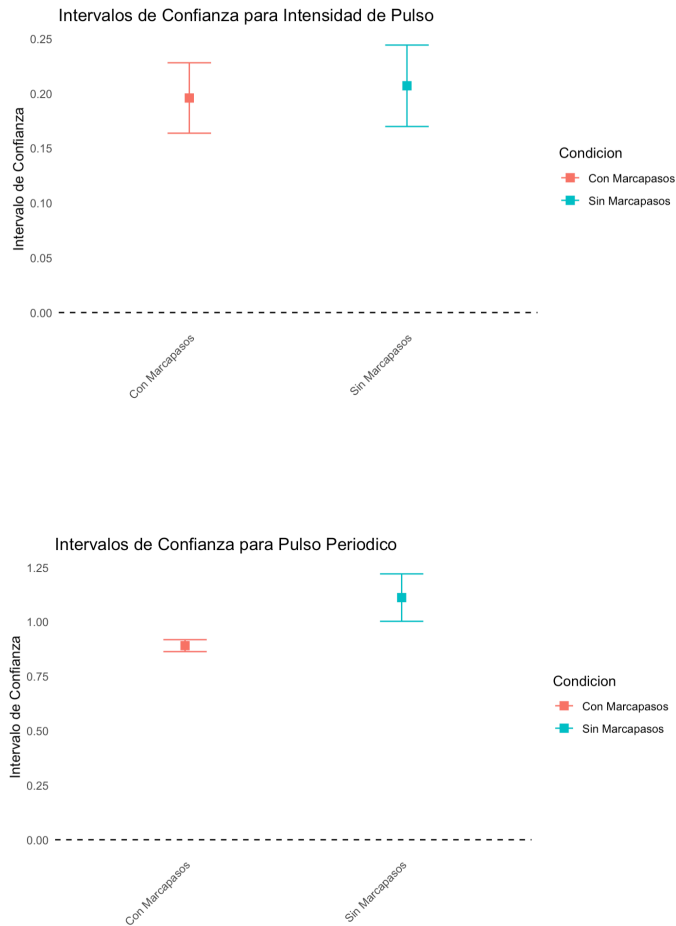 Intervalos de Confianza para Intensidad de Pulso
Intervalo de Confianza
0.25
0.20
0.15
0.10
0.05
0.00
Con Marcapasos
Sin Marcapasos
Condicion
Con Marcapasos
Sin Marcapasos
Intervalos de Confianza para Pulso Periodico
Intervalo de Confianza
1.25
1.00
0.75
0.50
0.25
0.00
Con Marcapasos
Sin Marcapasos
Condicion
Con Marcapasos
Sin Marcapasos